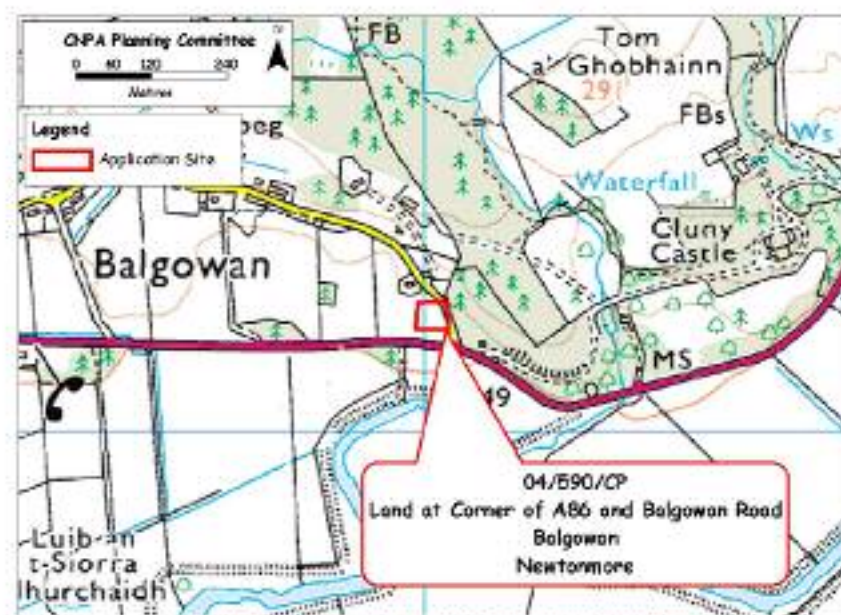 CNPA Planning Committee
N
0 60 120 240
Metres
Legend
Application Site
FB
Tom
a'
Ghobhainn
291
FBs
Ws
Waterfall
Cluny
Castle
Balgowan
MS
49
04/590/CP
Land at Corner of A86 and Balgowan Road
Balgowan
Newtonmore
Luib-an
t-Siorra
lhurchaidh